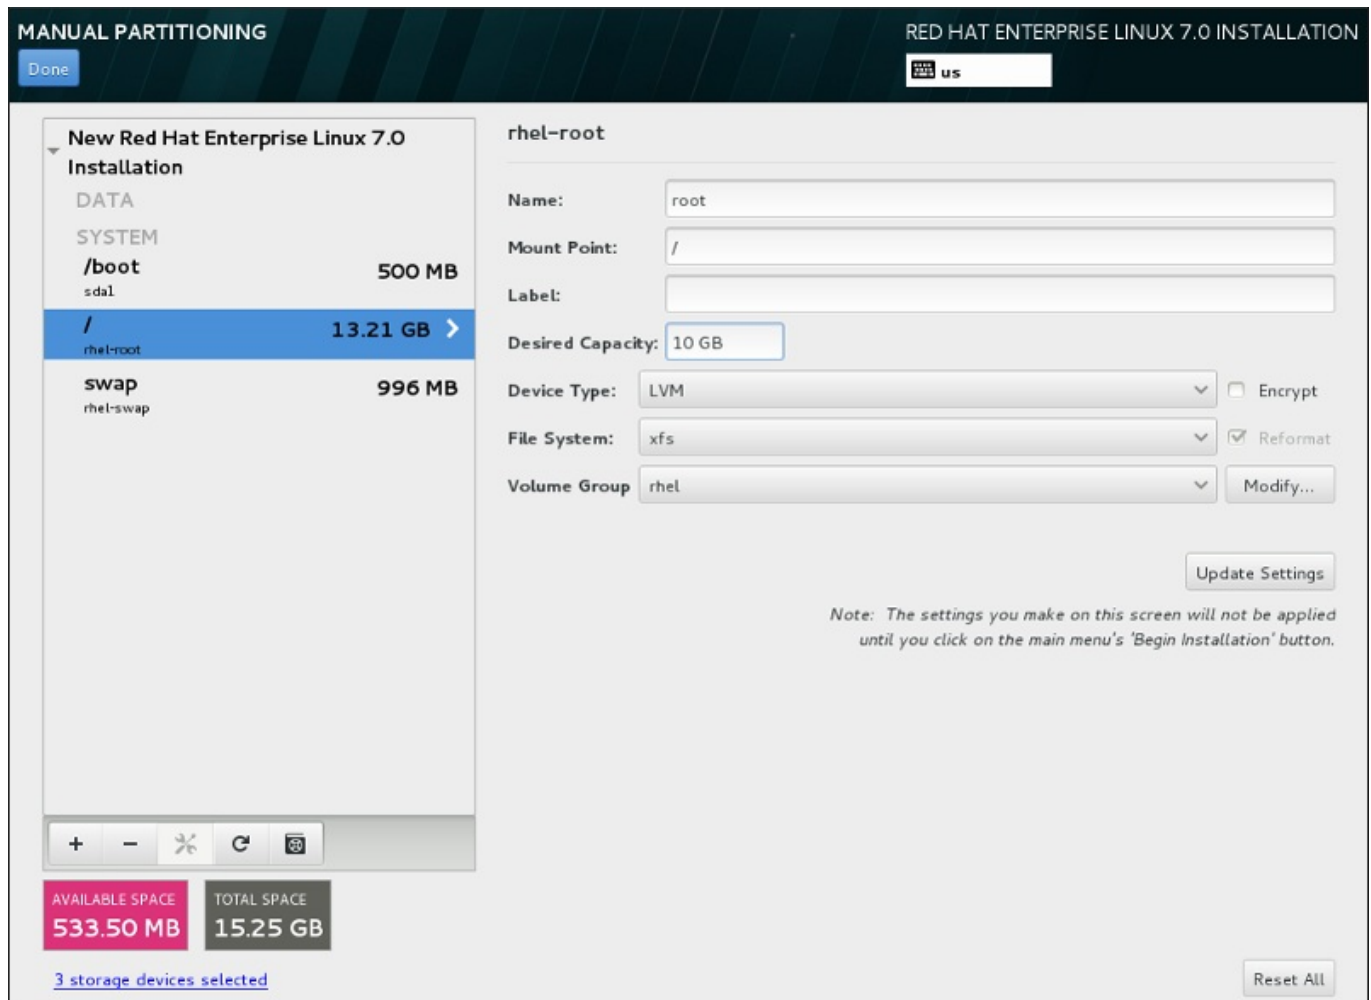 MANUAL PARTITIONING
RED HAT ENTERPRISE LINUX 7.0 INSTALLATION
Done
us
New Red Hat Enterprise Linux 7.0
Installation
DATA
SYSTEM
/boot 500 MB
sda1
/ 13.21 GB
rhel-root
swap 996 MB
rhel-swap
+ -
AVAILABLE SPACE
533.50 MB
TOTAL SPACE
15.25 GB
3 storage devices selected
rhel-root
Name: root
Mount Point: /
Label:
Desired Capacity: 10 GB
Device Type: LVM Encrypt
File System: xfs Reformat
Volume Group rhel Modify...
Update Settings
Note: The settings you make on this screen will not be applied
until you click on the main menu's 'Begin Installation' button.
Reset All